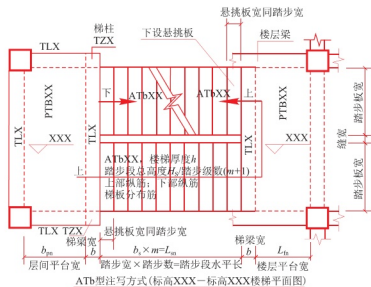 悬挑板宽同踏步宽
梯柱
TZX
下设悬挑板
楼层梁
TLX
PTBXX
TLX
TLX
下
ATbXX
ATbXX
上
TLX
PTBXX
XXX
XXX
ATbXX，楼梯厚度h
踏步段总高度Hs/踏步级数(m+1)
上
上部纵筋；下部纵筋
梯板分布筋
踏步板宽
缝宽
踏步板宽
TLX TZX
梯梁宽
悬挑板宽同踏步宽
梯梁宽
bpn
b
bs×m=Lsn
b
Lfn
层间平台宽
踏步宽×踏步数=踏步段水平长
楼层平台宽
ATb型注写方式(标高XXX－标高XXX楼梯平面图)